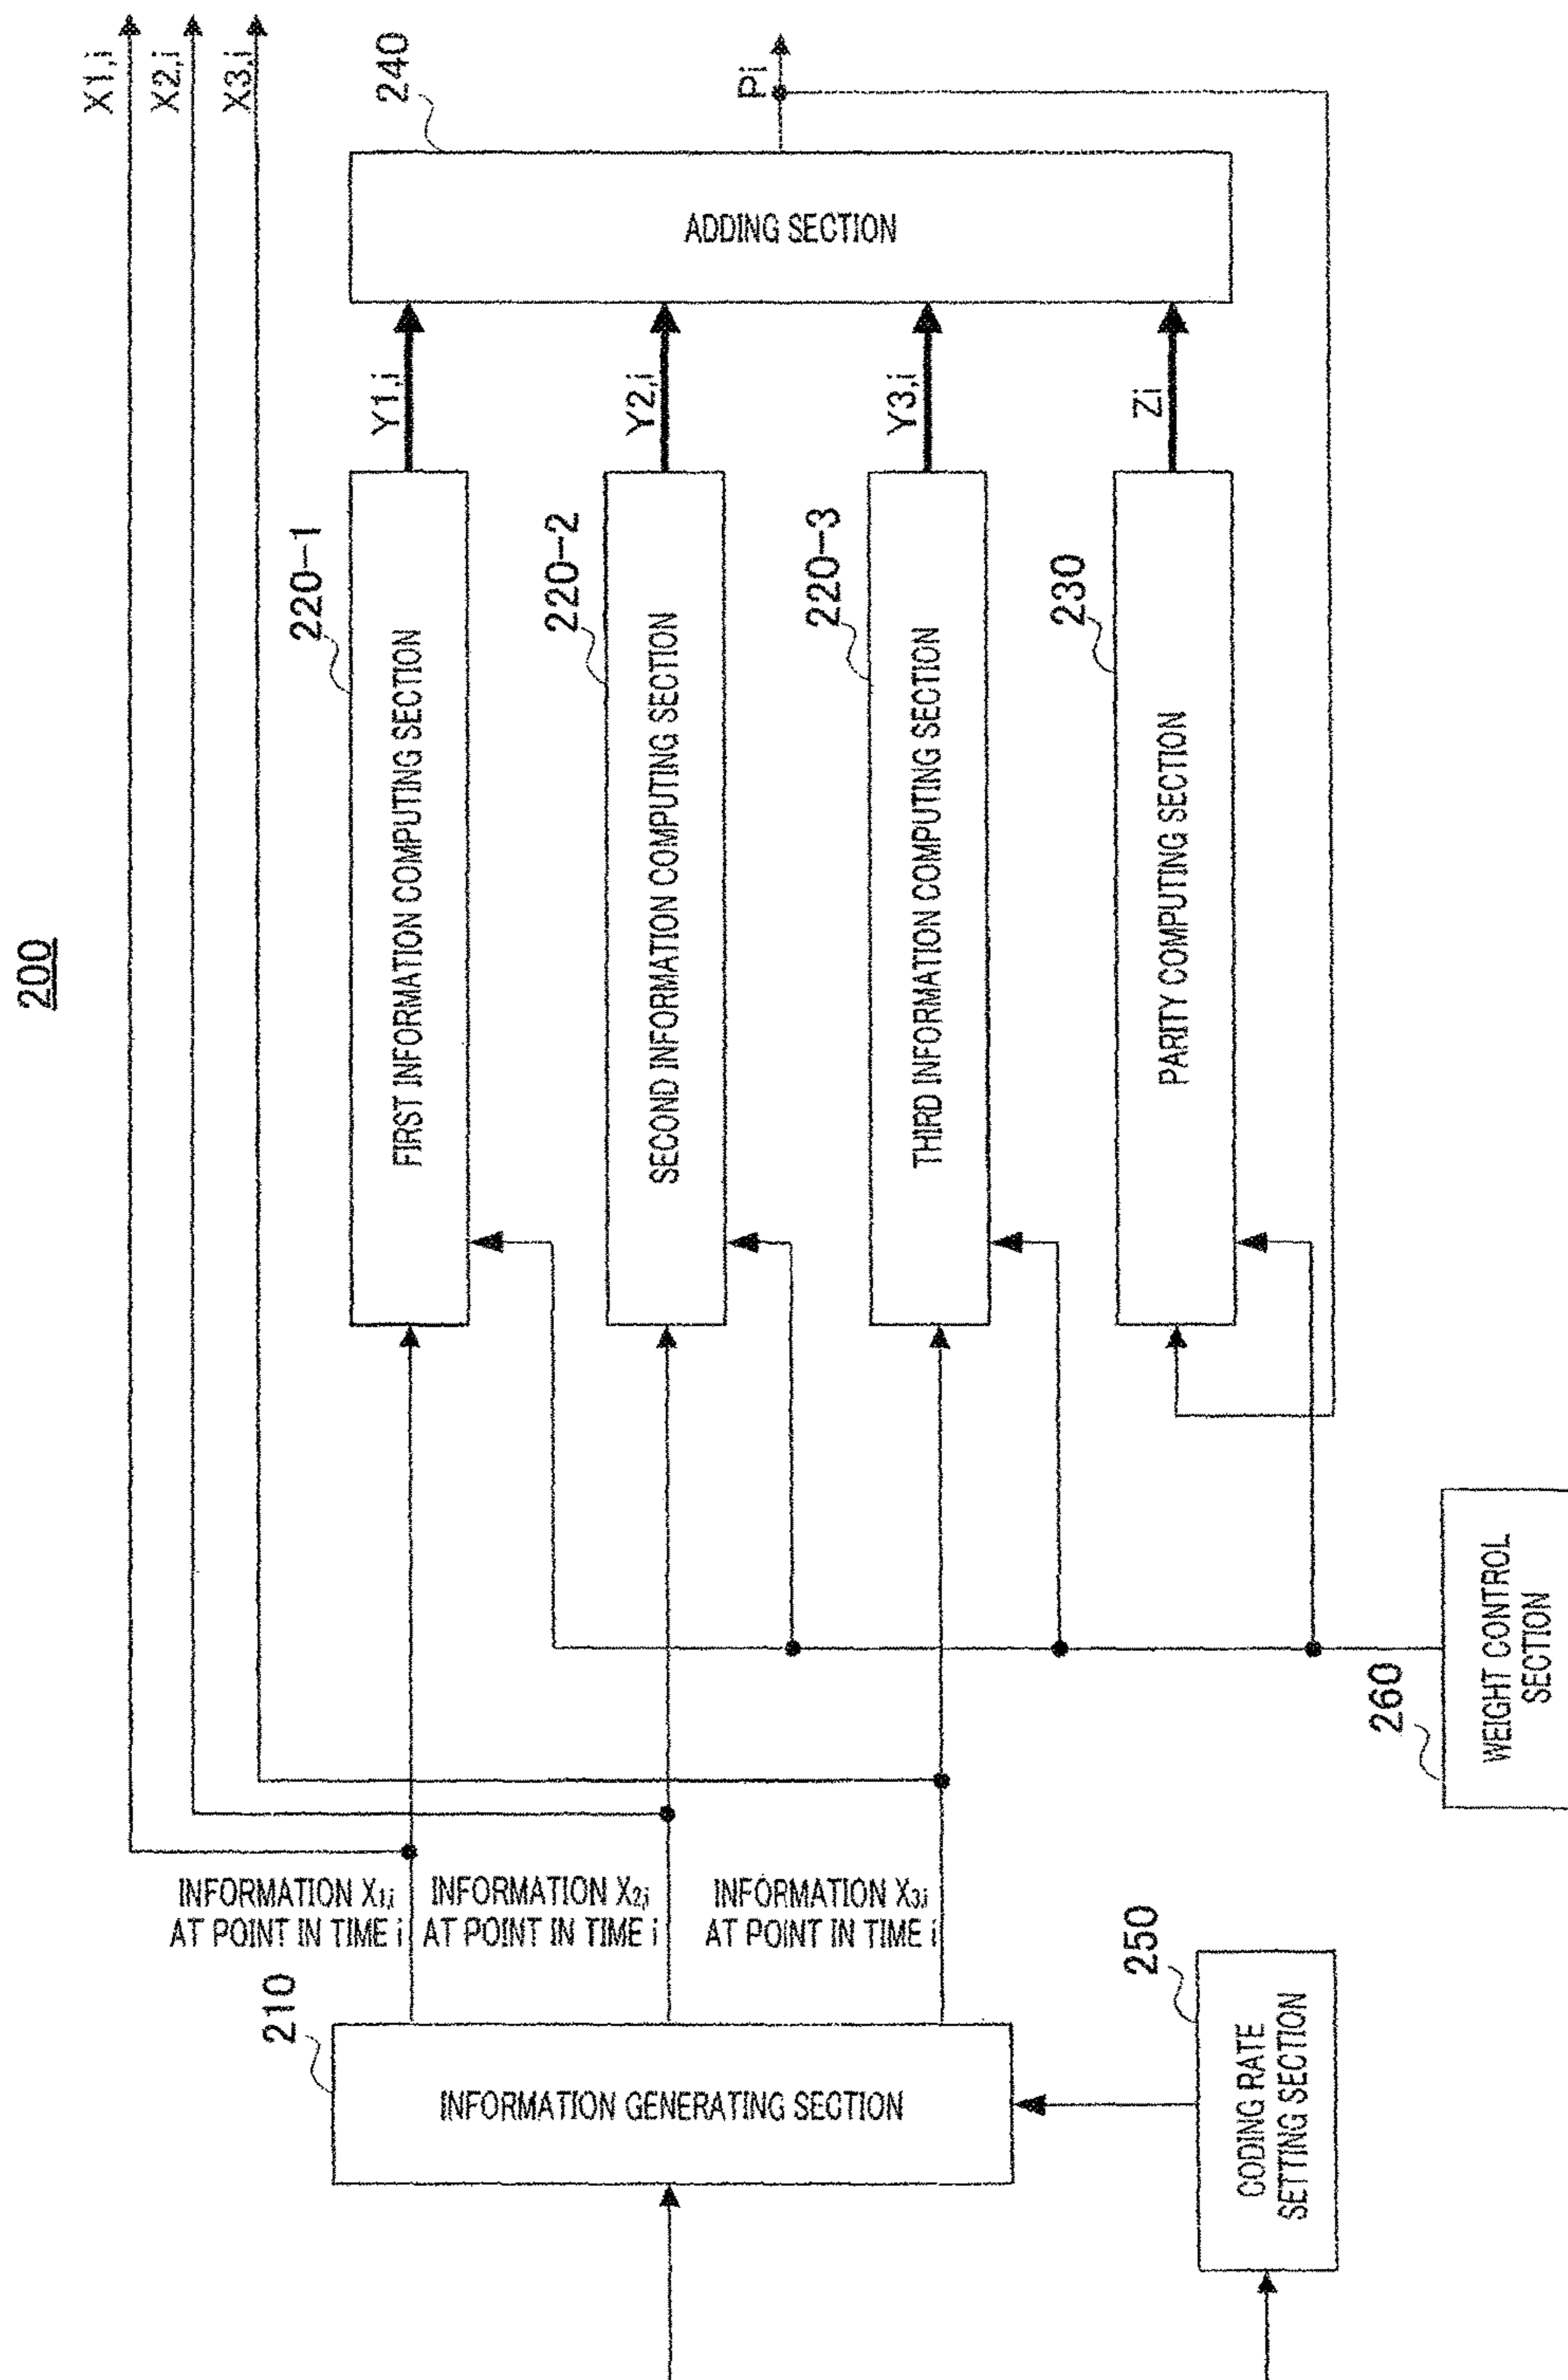 200
X1,i
X2,i
X3,i
240
Pi
ADDING SECTION
Y1,i
Y2,i
Y3,i
Zi
220-1
FIRST INFORMATION COMPUTING SECTION
220-2
SECOND INFORMATION COMPUTING SECTION
220-3
THIRD INFORMATION COMPUTING SECTION
230
PARITY COMPUTING SECTION
INFORMATION X1,i
AT POINT IN TIME i
INFORMATION X2,i
AT POINT IN TIME i
INFORMATION X3,i
AT POINT IN TIME i
210
INFORMATION GENERATING SECTION
250
CODING RATE
SETTING SECTION
260
WEIGHT CONTROL
SECTION